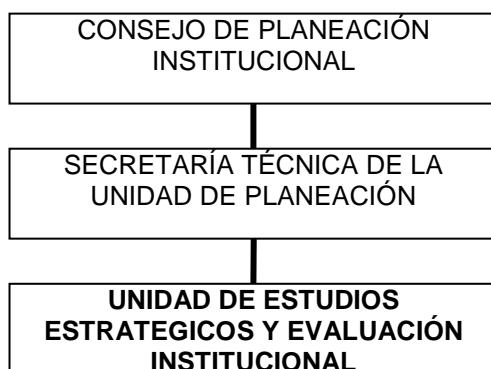 CONSEJO DE PLANEACIÓN
INSTITUCIONAL
SECRETARÍA TÉCNICA DE LA
UNIDAD DE PLANEACIÓN
UNIDAD DE ESTUDIOS
ESTRATEGICOS Y EVALUACIÓN
INSTITUCIONAL